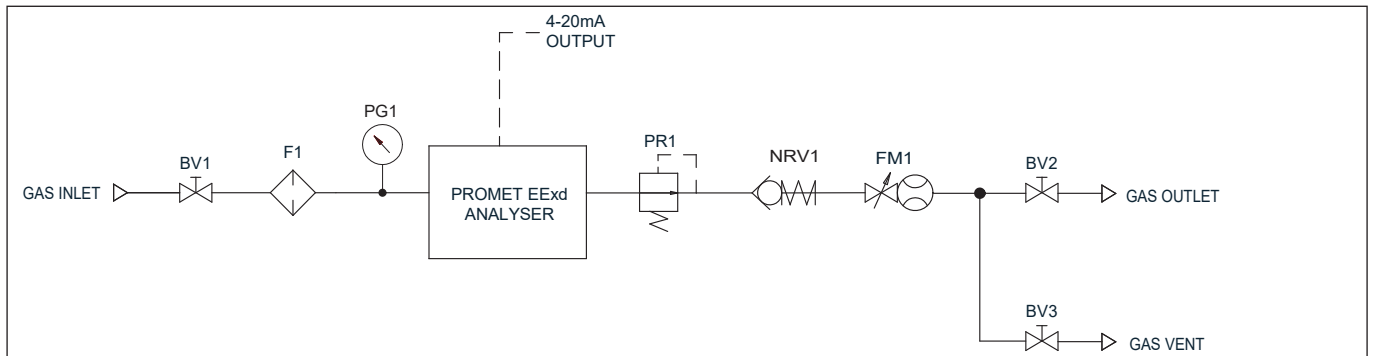 4-20mA
OUTPUT
PG1
BV1
F1
PR1
NRV1
FM1
BV2
GAS INLET
PROMET EExd
ANALYSER
GAS OUTLET
BV3
GAS VENT